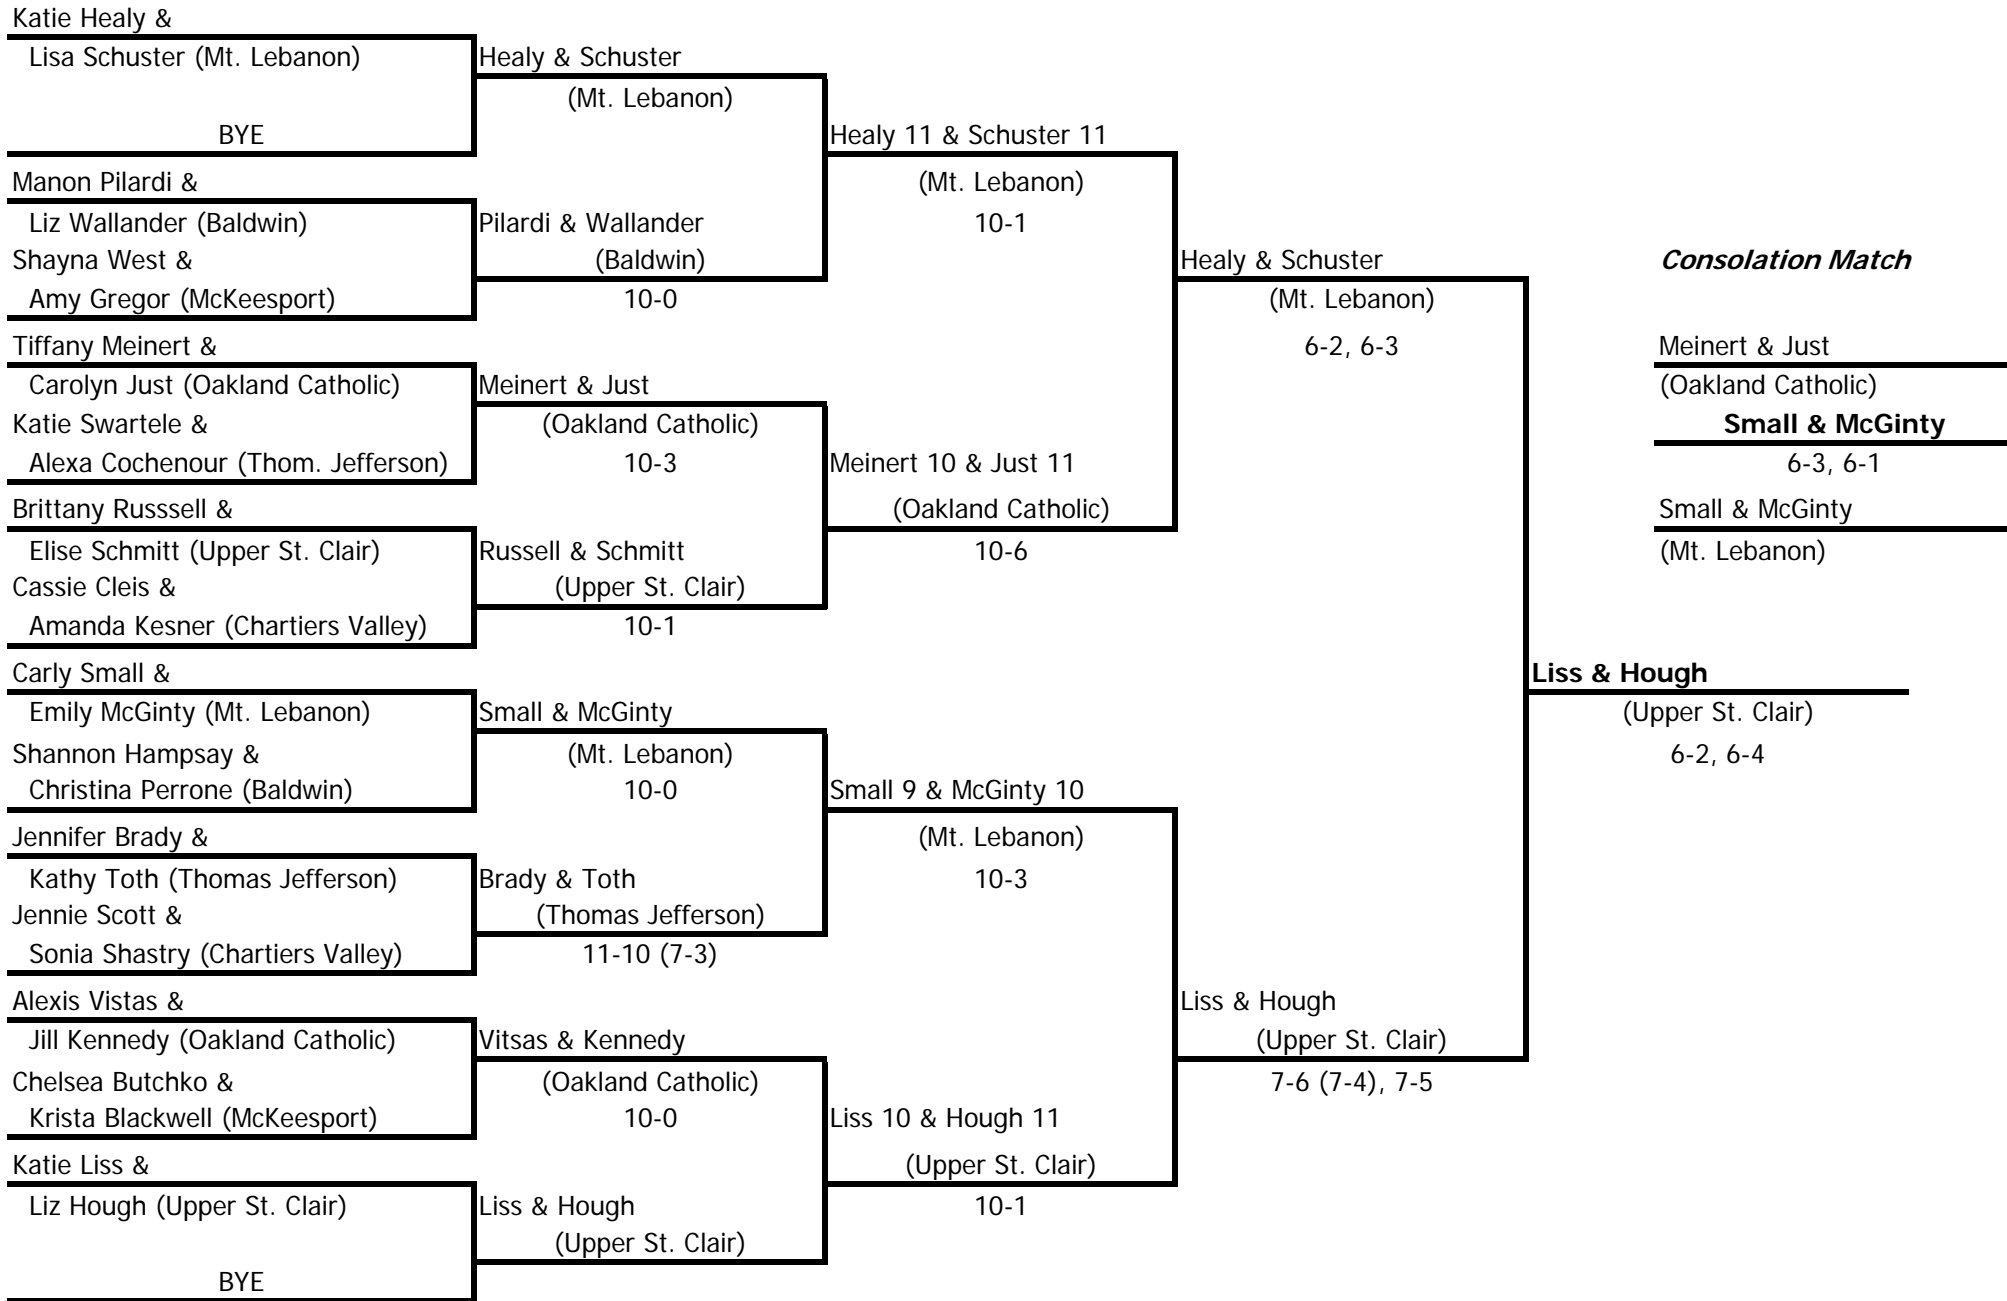 Katie Healy &
Lisa Schuster (Mt. Lebanon)
BYE
Manon Pilardi &
Liz Wallander (Baldwin)
Shayna West &
Amy Gregor (McKeesport)
Tiffany Meinert &
Carolyn Just (Oakland Catholic)
Katie Swartele &
Alexa Cochenour (Thom. Jefferson)
Brittany Russsell &
Elise Schmitt (Upper St. Clair)
Cassie Cleis &
Amanda Kesner (Chartiers Valley)
Carly Small &
Emily McGinty (Mt. Lebanon)
Shannon Hampsay &
Christina Perrone (Baldwin)
Jennifer Brady &
Kathy Toth (Thomas Jefferson)
Jennie Scott &
Sonia Shastry (Chartiers Valley)
Alexis Vistas &
Jill Kennedy (Oakland Catholic)
Chelsea Butchko &
Krista Blackwell (McKeesport)
Katie Liss &
Liz Hough (Upper St. Clair)
BYE
Healy & Schuster
(Mt. Lebanon)
Pilardi & Wallander
(Baldwin)
10-0
Meinert & Just
(Oakland Catholic)
10-3
Russell & Schmitt
(Upper St. Clair)
10-1
Small & McGinty
(Mt. Lebanon)
10-0
Brady & Toth
(Thomas Jefferson)
11-10 (7-3)
Vitsas & Kennedy
(Oakland Catholic)
10-0
Liss & Hough
(Upper St. Clair)
Healy 11 & Schuster 11
(Mt. Lebanon)
10-1
Meinert 10 & Just 11
(Oakland Catholic)
10-6
Small 9 & McGinty 10
(Mt. Lebanon)
10-3
Liss 10 & Hough 11
(Upper St. Clair)
10-1
Healy & Schuster
(Mt. Lebanon)
6-2, 6-3
Liss & Hough
(Upper St. Clair)
7-6 (7-4), 7-5
Liss & Hough
(Upper St. Clair)
6-2, 6-4
Consolation Match
Meinert & Just
(Oakland Catholic)
Small & McGinty
6-3, 6-1
Small & McGinty
(Mt. Lebanon)